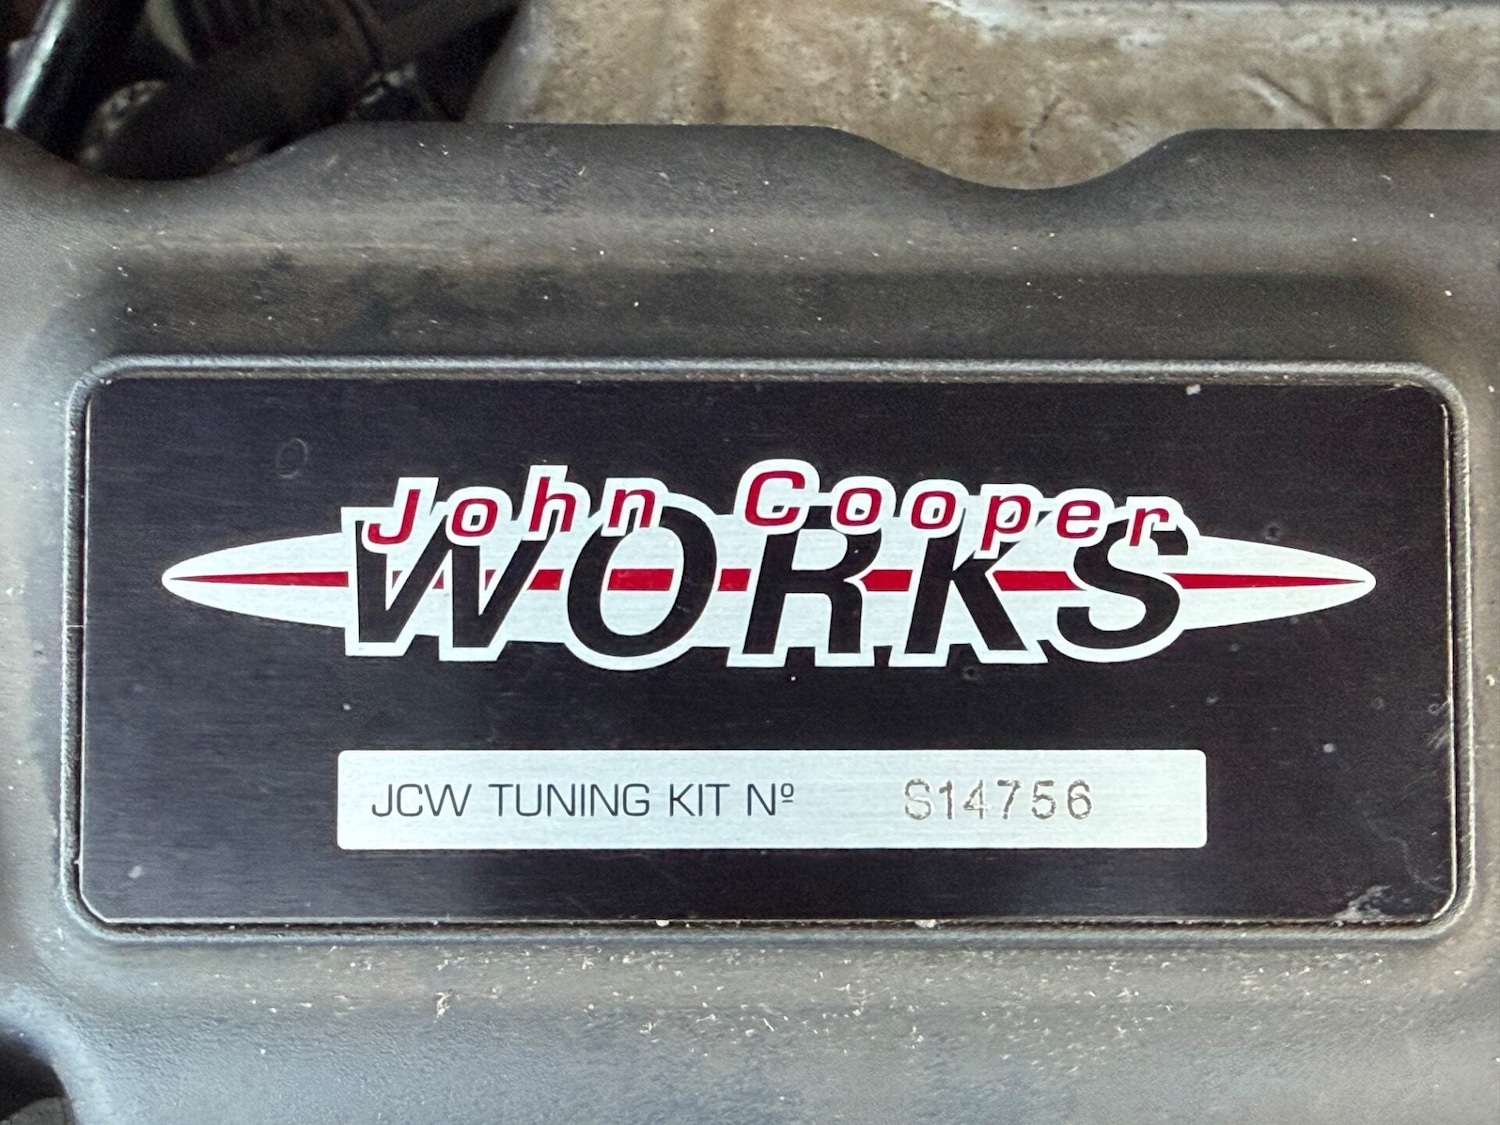 John Cooper
WORKS
JCW TUNING KIT Nº S14756